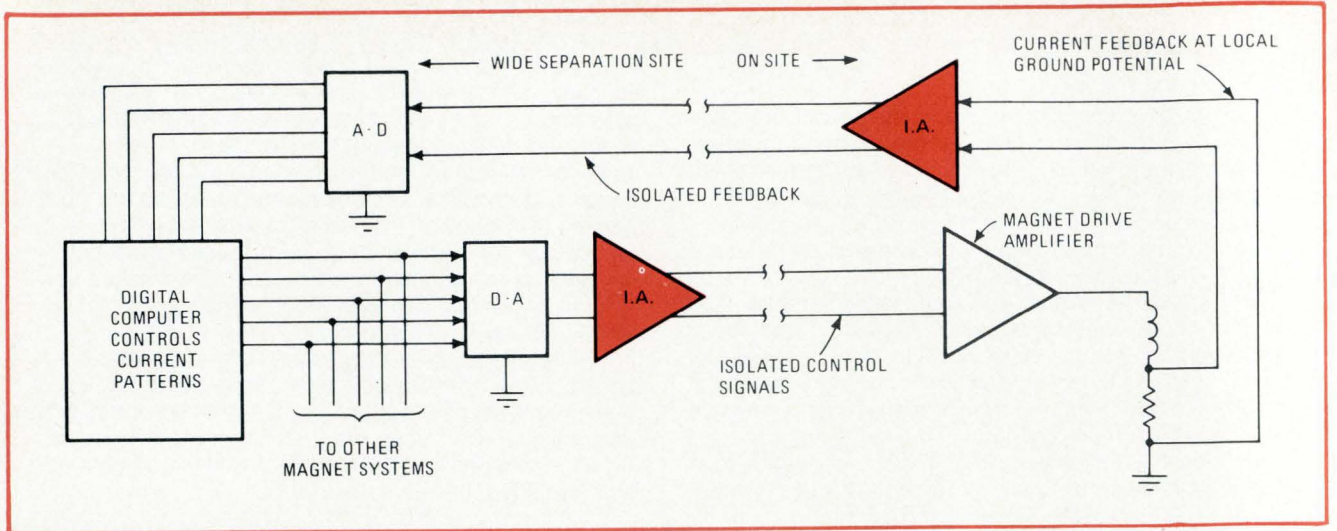 CURRENT FEEDBACK AT LOCAL
GROUND POTENTIAL
WIDE SEPARATION SITE
ON SITE
A·D
I.A.
ISOLATED FEEDBACK
MAGNET DRIVE
AMPLIFIER
DIGITAL
COMPUTER
CONTROLS
CURRENT
PATTERNS
D·A
I.A.
ISOLATED CONTROL
SIGNALS
TO OTHER
MAGNET SYSTEMS